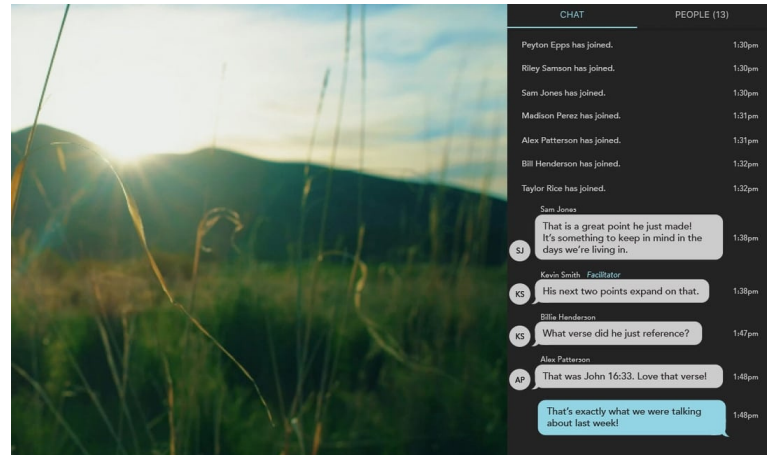 CHAT PEOPLE (13)
Peyton Epps has joined. 1:30pm
Riley Samson has joined. 1:30pm
Sam Jones has joined. 1:30pm
Madison Perez has joined. 1:31pm
Alex Patterson has joined. 1:31pm
Bill Henderson has joined. 1:32pm
Taylor Rice has joined. 1:32pm
Sam Jones
That is a great point he just made!
It's something to keep in mind in the
days we're living in.
SJ 1:38pm
Kevin Smith Facilitator
KS His next two points expand on that. 1:38pm
Billie Henderson
KS What verse did he just reference? 1:47pm
Alex Patterson
AP That was John 16:33. Love that verse! 1:48pm
That's exactly what we were talking
about last week!
1:48pm